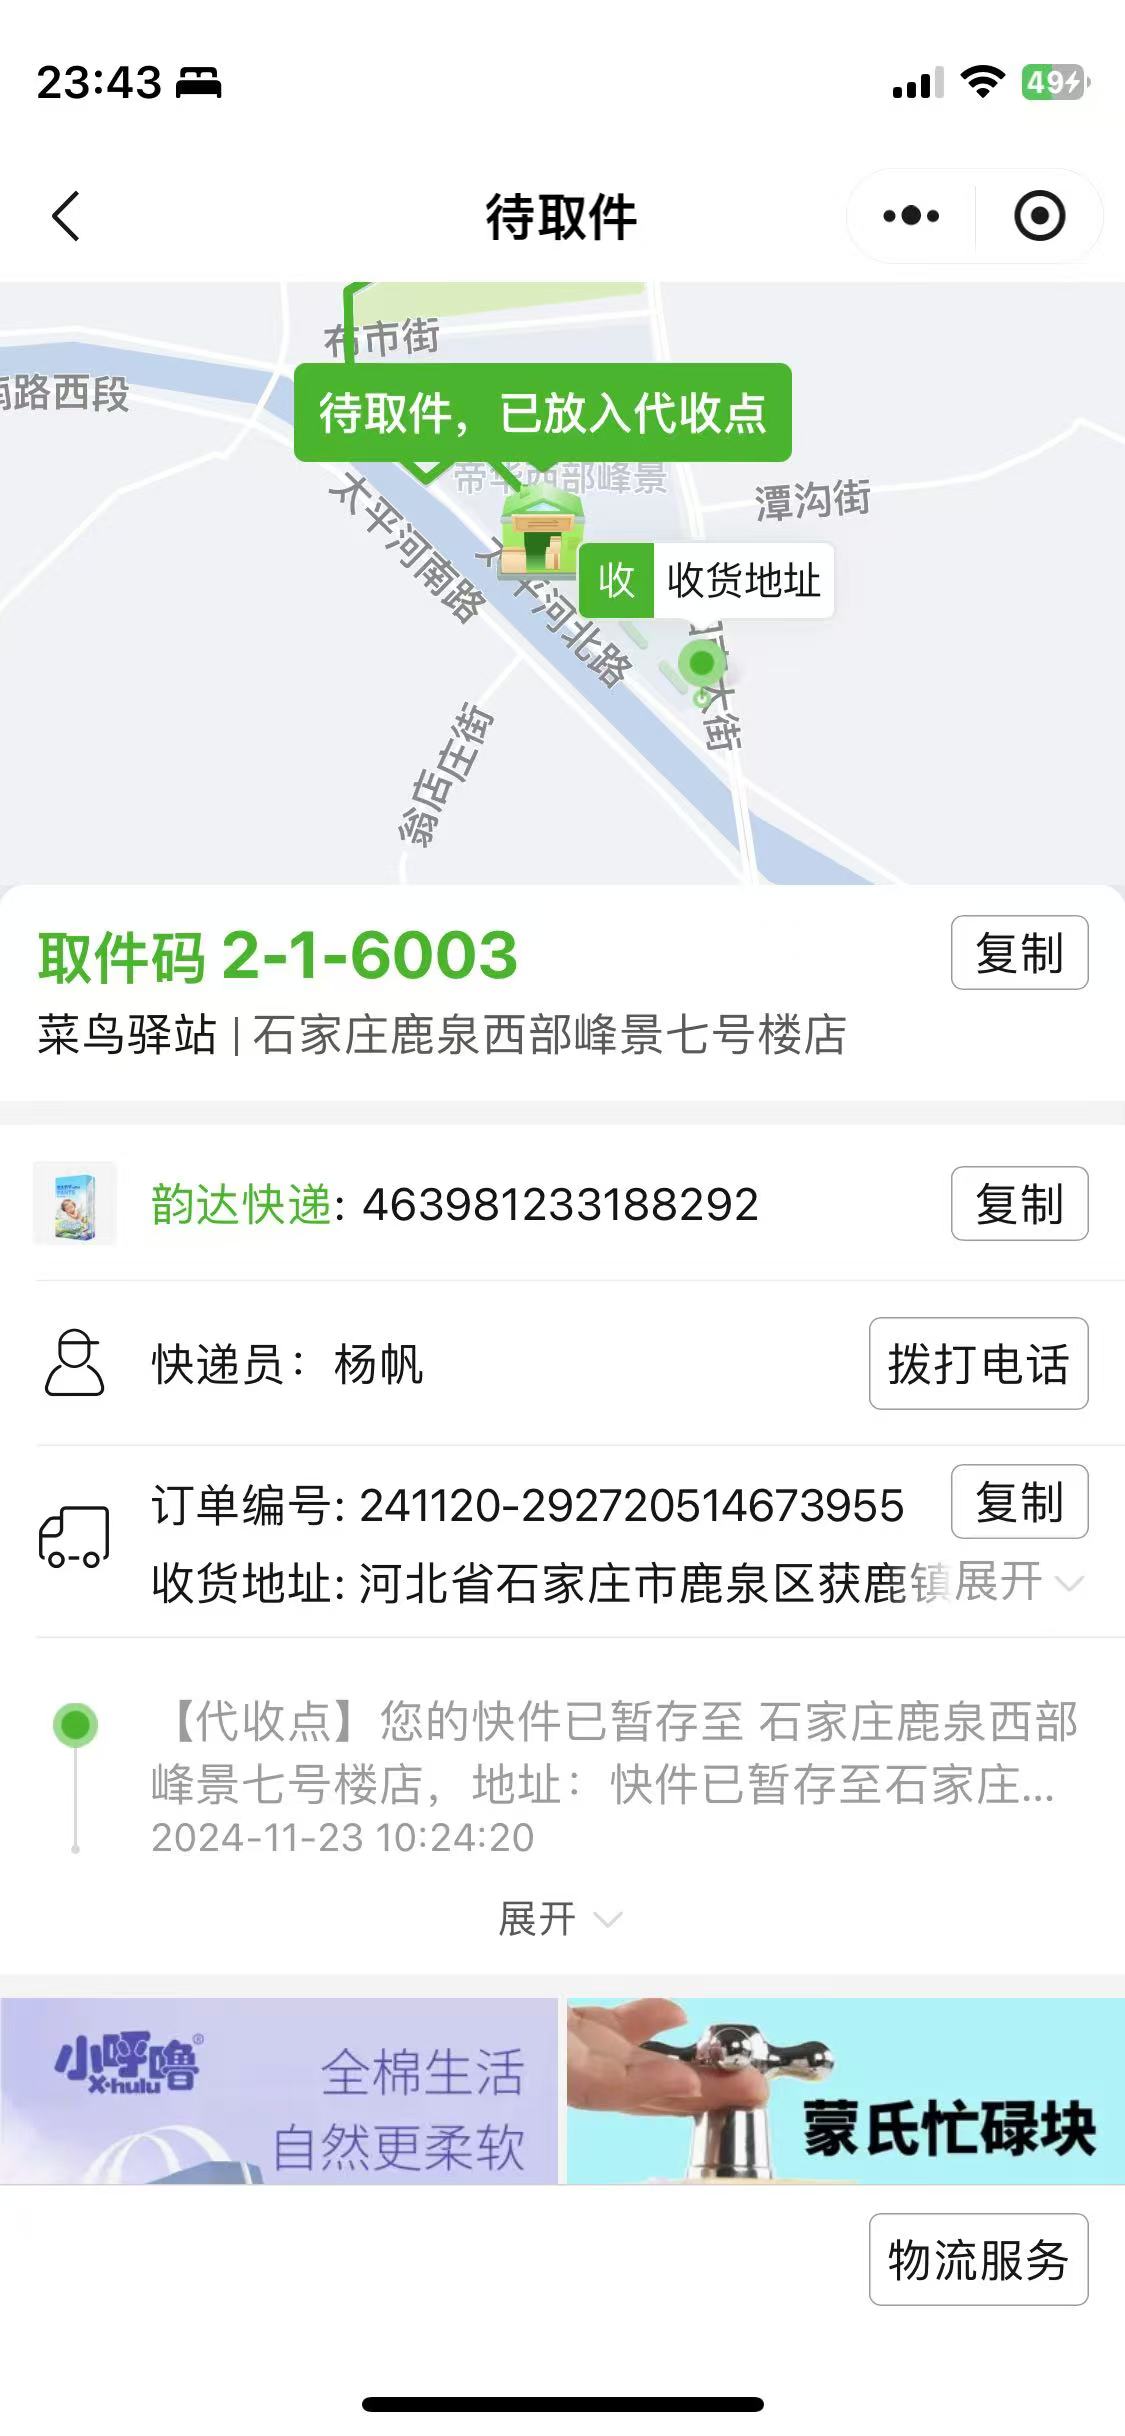 23:43
49
待取件
布市街
路西段
待取件，已放入代收点
帝华西部峰景
潭沟街
太平河南路
收 收货地址
太平河北路
大街
翁店庄街
取件码 2-1-6003
复制
菜鸟驿站 | 石家庄鹿泉西部峰景七号楼店
韵达快递: 463981233188292
复制
快递员：杨帆
拨打电话
订单编号: 241120-292720514673955
复制
收货地址: 河北省石家庄市鹿泉区获鹿镇
展开
【代收点】您的快件已暂存至 石家庄鹿泉西部
峰景七号楼店，地址：快件已暂存至石家庄...
2024-11-23 10:24:20
展开
小呼噜®
X·hulu
全棉生活
自然更柔软
蒙氏忙碌块
物流服务